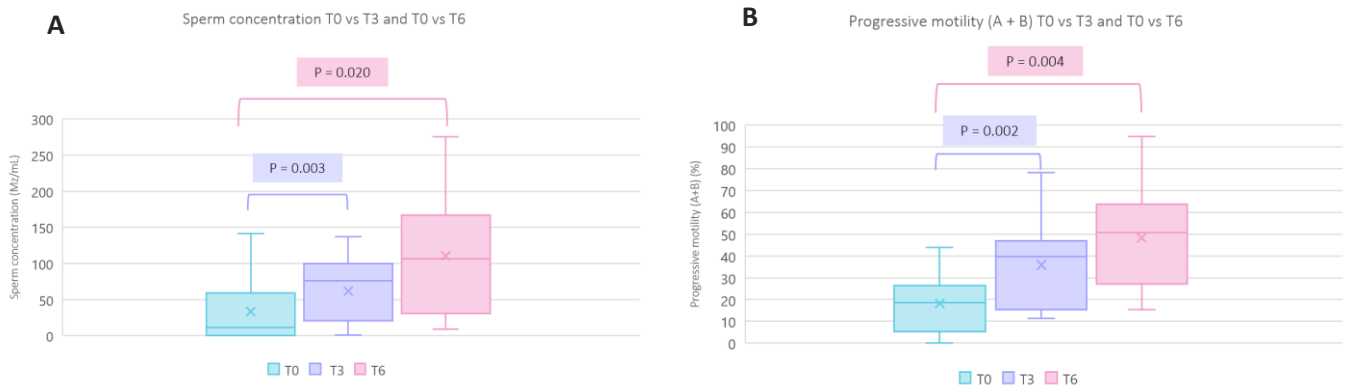 A
Sperm concentration T0 vs T3 and T0 vs T6
P = 0.020
P = 0.003
Sperm concentration (Mz/mL)
300
250
200
150
100
50
0
T0 T3 T6
B
Progressive motility (A + B) T0 vs T3 and T0 vs T6
P = 0.004
P = 0.002
Progressive motility (A+B) (%)
100
90
80
70
60
50
40
30
20
10
0
T0 T3 T6